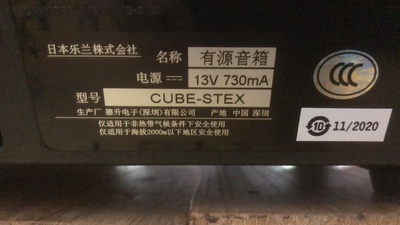 日本乐兰株式会社
名称 有源音箱
电源 13V 730mA
型号 CUBE-STEX
生产厂 德升电子(深圳)有限公司 产地 中国 深圳
仅适用于非热带气候条件下安全使用
仅适用于海拔2000m以下地区安全使用
CCC
10 11/2020